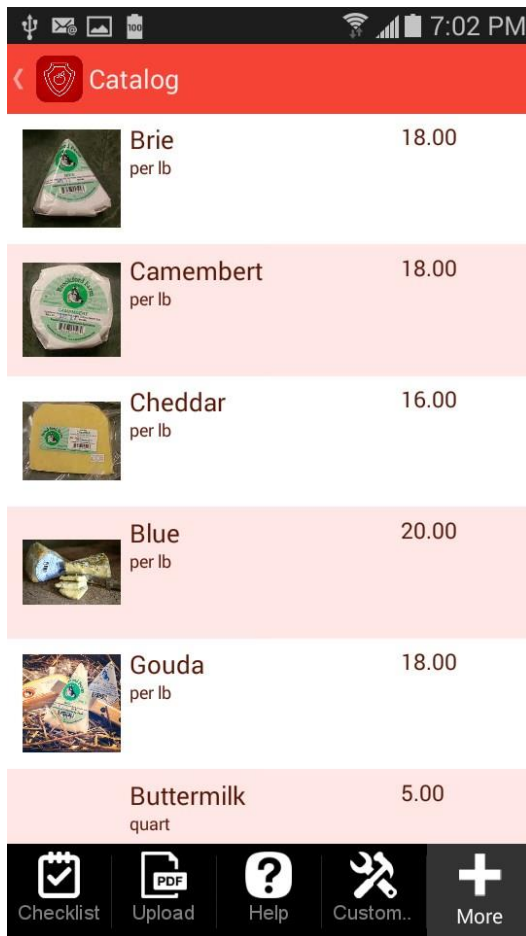 100
7:02 PM
Catalog
Brie
18.00
per lb
Camembert
18.00
per lb
Cheddar
16.00
per lb
Blue
20.00
per lb
Gouda
18.00
per lb
Buttermilk
5.00
quart
PDF
Checklist
Upload
Help
Custom..
More